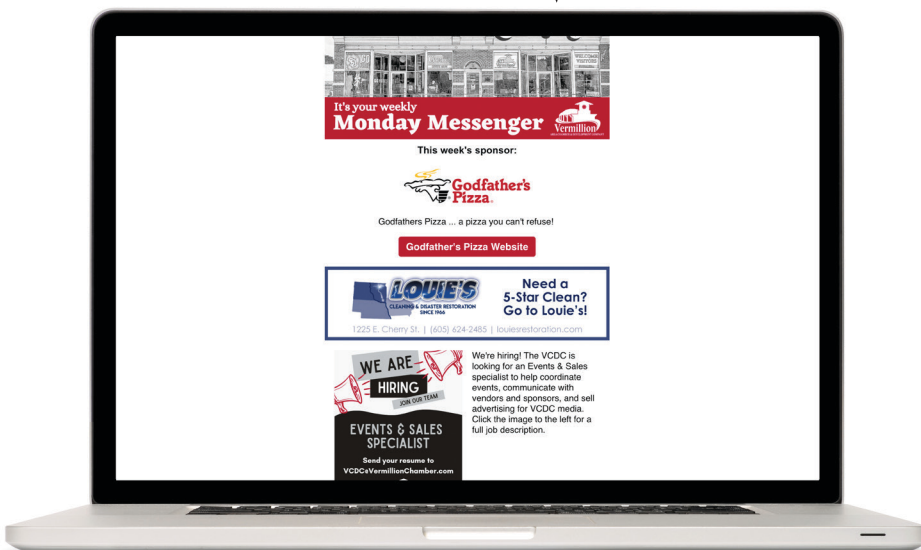 WELCOME
VISITORS
It's your weekly
Monday Messenger
Vermillion
This week's sponsor:
Godfather's
Pizza.
Godfathers Pizza ... a pizza you can't refuse!
Godfather's Pizza Website
LOUIE'S
CLEANING & DISASTER RESTORATION
SINCE 1966
Need a
5-Star Clean?
Go to Louie's!
1225 E. Cherry St. | (605) 624-2485 | louiesrestoration.com
WE ARE
HIRING
JOIN OUR TEAM
EVENTS & SALES
SPECIALIST
Send your resume to
VCDC@VermillionChamber.com
We're hiring! The VCDC is
looking for an Events & Sales
specialist to help coordinate
events, communicate with
vendors and sponsors, and sell
advertising for VCDC media.
Click the image to the left for a
full job description.